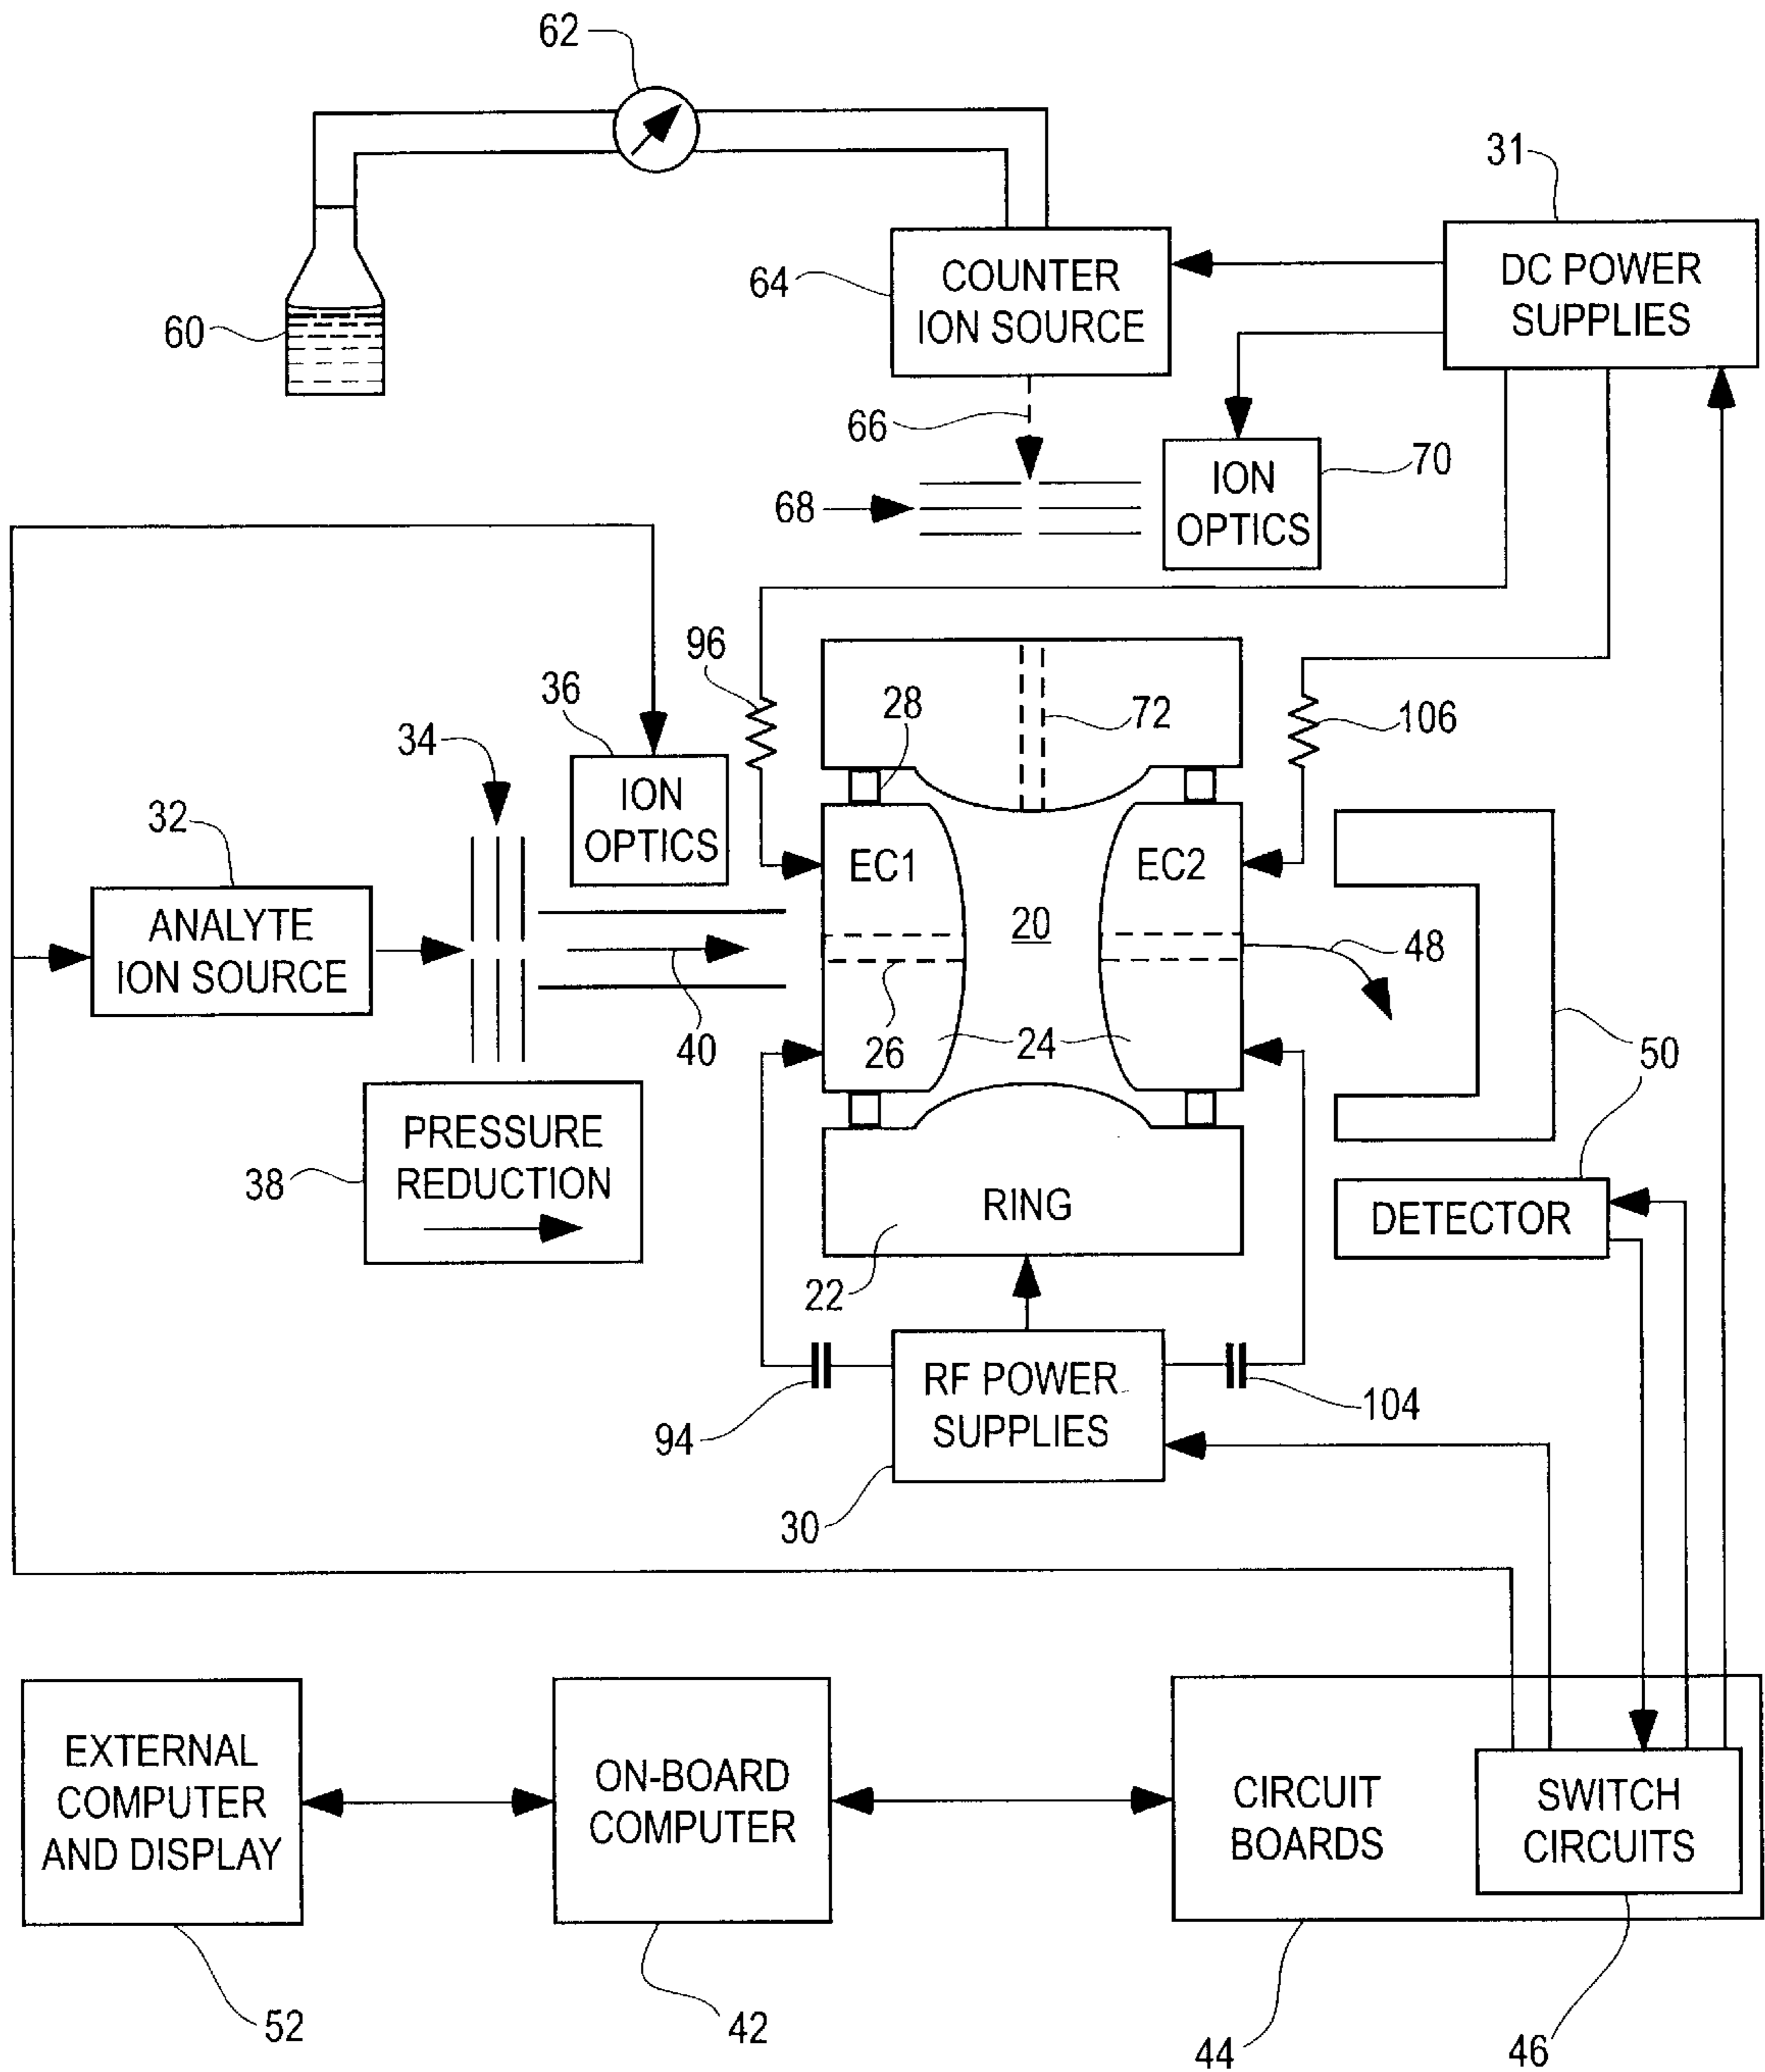 62
31
DC POWER
SUPPLIES
64
COUNTER
ION SOURCE
60
66
70
ION
OPTICS
68
96
36
28
72
106
34
ION
OPTICS
32
EC1
EC2
ANALYTE
ION SOURCE
20
48
40
26
24
50
PRESSURE
REDUCTION
38
RING
DETECTOR
22
RF POWER
SUPPLIES
104
94
30
EXTERNAL
COMPUTER
AND DISPLAY
ON-BOARD
COMPUTER
CIRCUIT
BOARDS
SWITCH
CIRCUITS
52
42
44
46